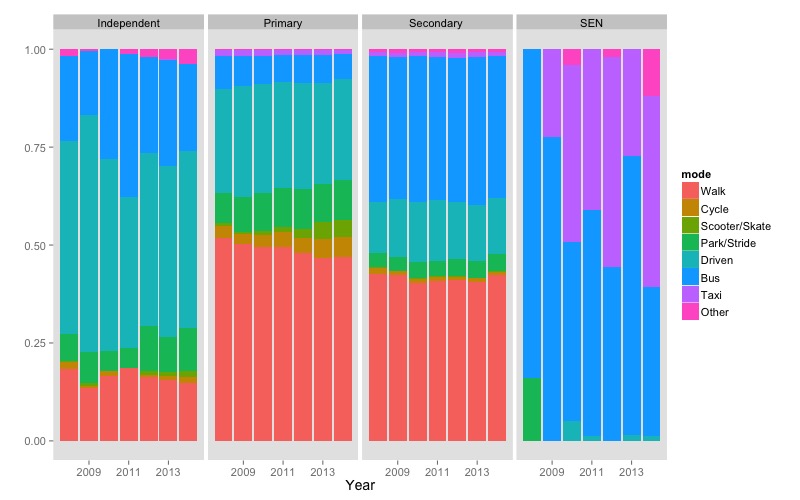 Independent
Primary
Secondary
SEN
1.00
0.75
0.50
0.25
0.00
2009 2011 2013
2009 2011 2013
2009 2011 2013
2009 2011 2013
Year
mode
Walk
Cycle
Scooter/Skate
Park/Stride
Driven
Bus
Taxi
Other